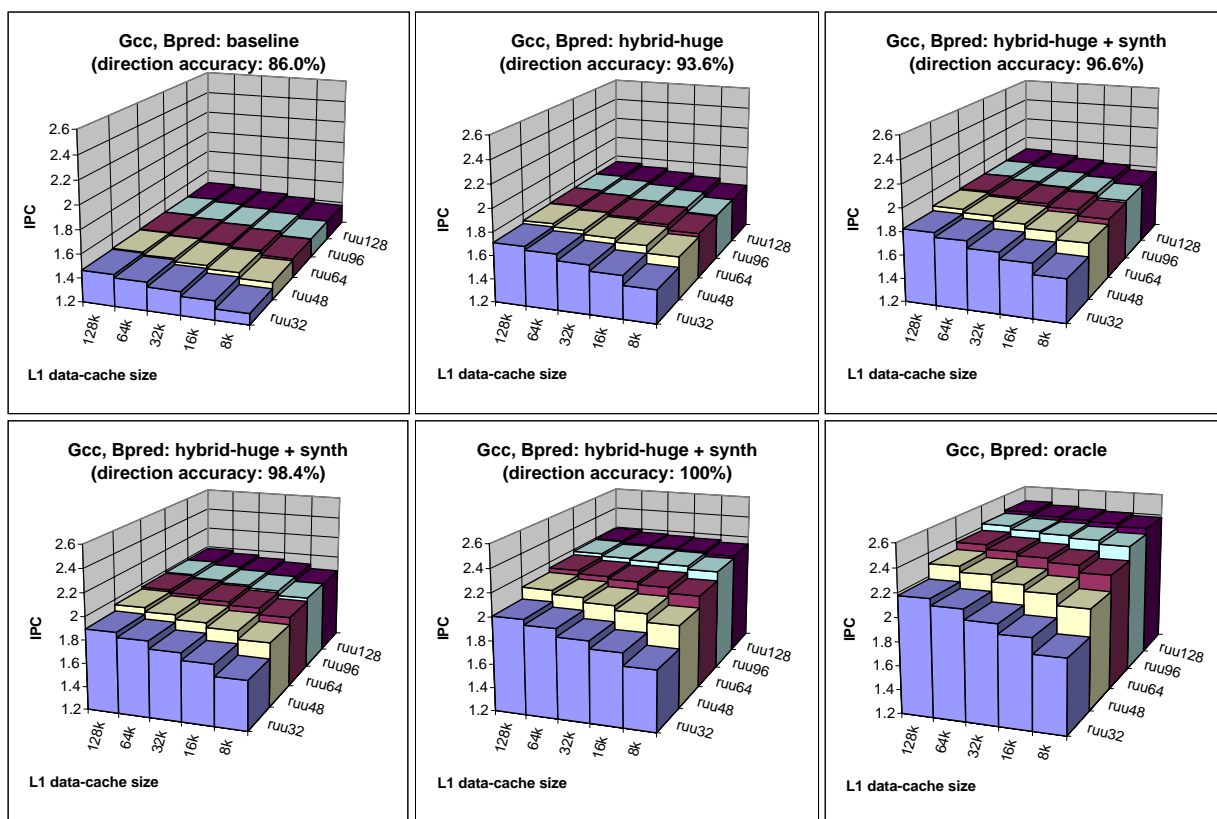 Gcc, Bpred: baseline
(direction accuracy: 86.0%)
2.6
2.4
2.2
2
1.8
1.6
1.4
1.2
IPC
128k
64k
32k
16k
8k
ruu128
ruu96
ruu64
ruu48
ruu32
L1 data-cache size
Gcc, Bpred: hybrid-huge
(direction accuracy: 93.6%)
2.6
2.4
2.2
2
1.8
1.6
1.4
1.2
IPC
128k
64k
32k
16k
8k
ruu128
ruu96
ruu64
ruu48
ruu32
L1 data-cache size
Gcc, Bpred: hybrid-huge + synth
(direction accuracy: 96.6%)
2.6
2.4
2.2
2
1.8
1.6
1.4
1.2
IPC
128k
64k
32k
16k
8k
ruu128
ruu96
ruu64
ruu48
ruu32
L1 data-cache size
Gcc, Bpred: hybrid-huge + synth
(direction accuracy: 98.4%)
2.6
2.4
2.2
2
1.8
1.6
1.4
1.2
IPC
128k
64k
32k
16k
8k
ruu128
ruu96
ruu64
ruu48
ruu32
L1 data-cache size
Gcc, Bpred: hybrid-huge + synth
(direction accuracy: 100%)
2.6
2.4
2.2
2
1.8
1.6
1.4
1.2
IPC
128k
64k
32k
16k
8k
ruu128
ruu96
ruu64
ruu48
ruu32
L1 data-cache size
Gcc, Bpred: oracle
2.6
2.4
2.2
2
1.8
1.6
1.4
1.2
IPC
128k
64k
32k
16k
8k
ruu128
ruu96
ruu64
ruu48
ruu32
L1 data-cache size